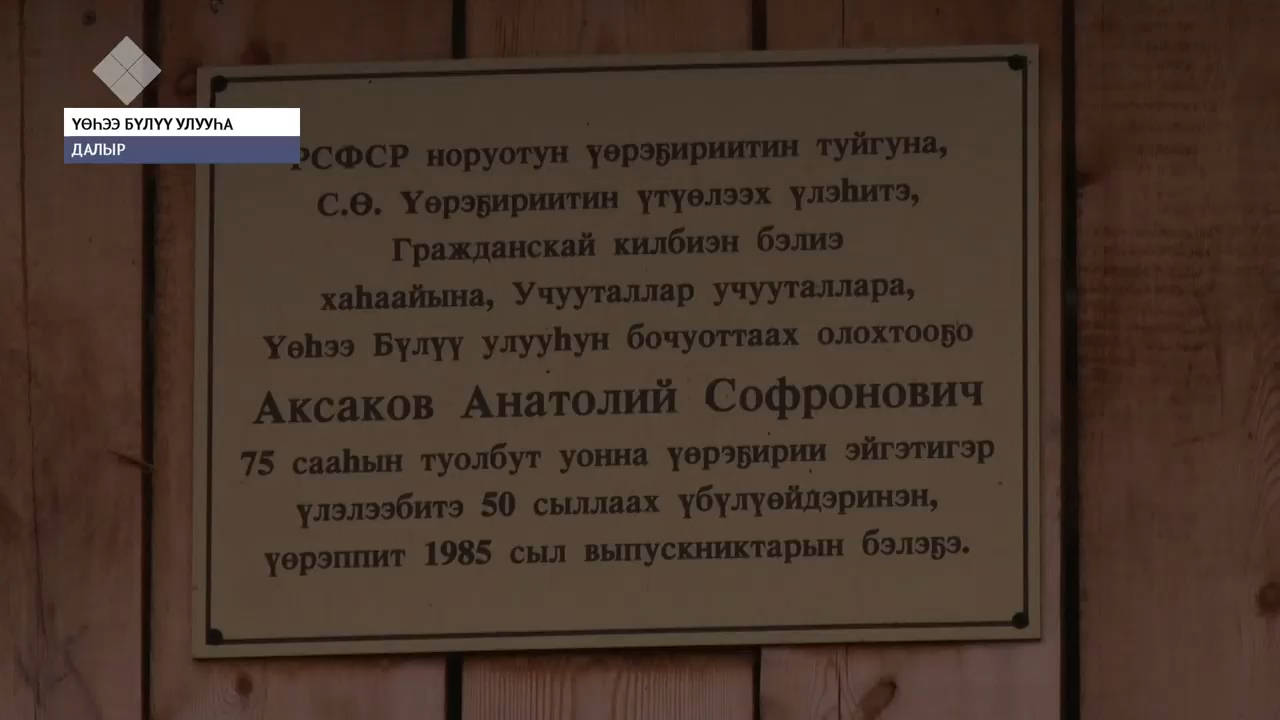 ҮӨҺЭЭ БҮЛҮҮ УЛУУҺА
ДАЛЫР
РСФСР норуотун үөрэҕириитин туйгуна,
С.Ө. Үөрэҕириитин үтүөлээх үлэһитэ,
Гражданскай килбиэн бэлиэ
хаһаайына, Учууталлар учууталлара,
Үөһээ Бүлүү улууһун бочуоттаах олохтооҕо
Аксаков Анатолий Софронович
75 сааһын туолбут уонна үөрэҕирии эйгэтигэр
үлэлээбитэ 50 сыллаах үбүлүөйдэринэн,
үөрэппит 1985 сыл выпускниктарын бэлэҕэ.